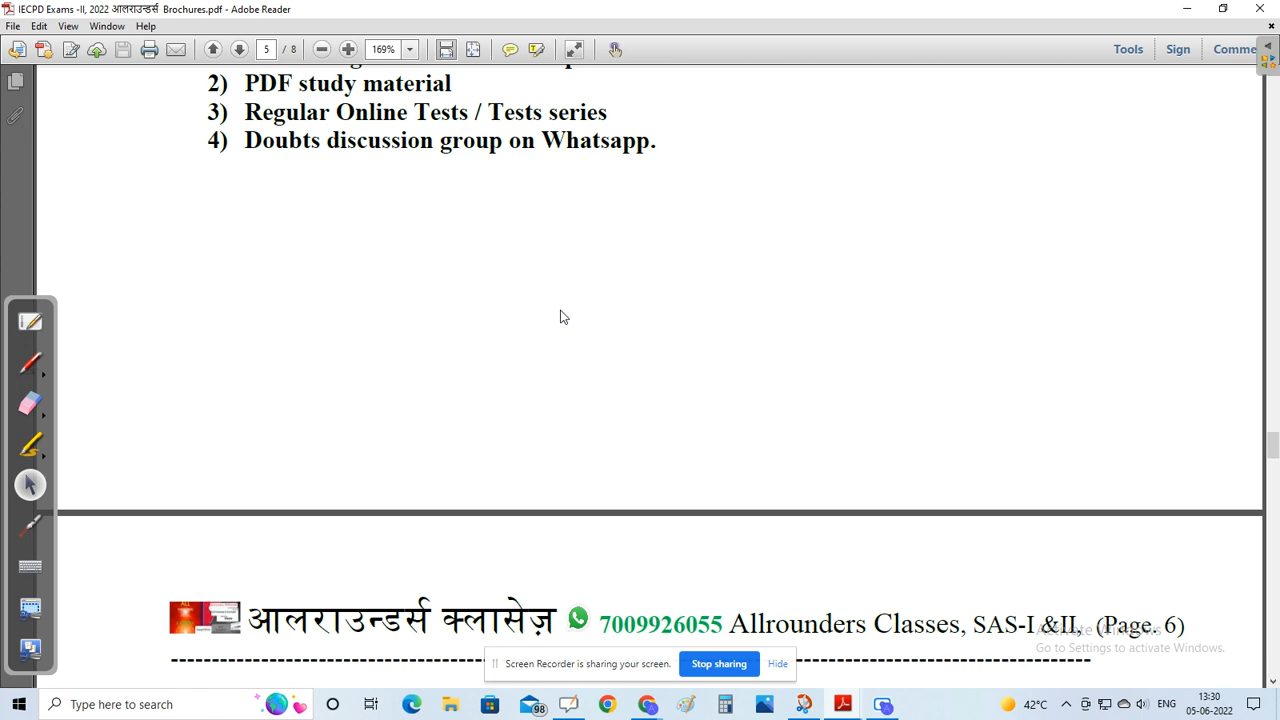 IECPD Exams -II, 2022 आलराउन्डर्स Brochures.pdf - Adobe Reader
File Edit View Window Help
5 / 8 169% Tools Sign Comme
2) PDF study material
3) Regular Online Tests / Tests series
4) Doubts discussion group on Whatsapp.
आलराउन्डर्स क्लासेज़ 7009926055 Allrounders Classes, SAS-I &II, (Page. 6)
Activate Windows
Go to Settings to activate Windows.
Screen Recorder is sharing your screen. Stop sharing Hide
Type here to search 98 42°C ENG 13:30
05-06-2022